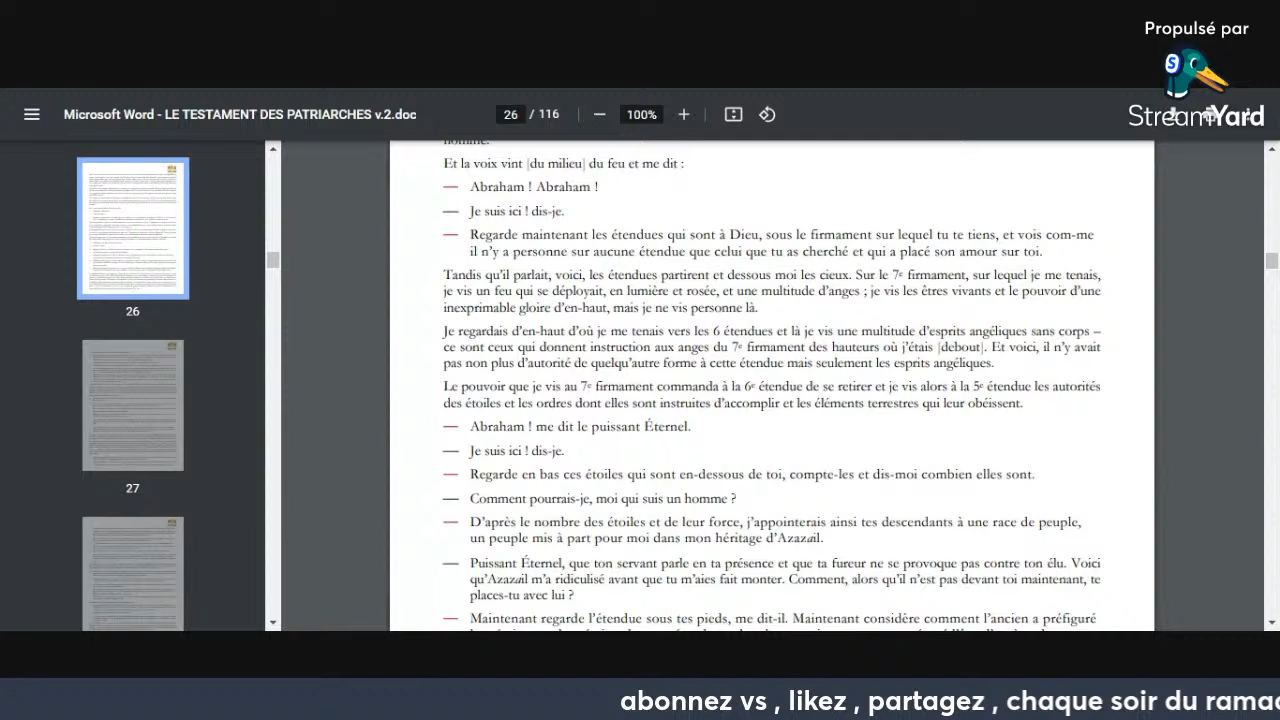 Propulsé par
StreamYard
Microsoft Word - LE TESTAMENT DES PATRIARCHES v.2.doc
26 / 116
100%
homme.
Et la voix vint |du milieu| du feu et me dit :
— Abraham ! Abraham !
— Je suis ici ! dis-je.
— Regarde maintenant les étendues qui sont à Dieu, sous le firmament sur lequel tu te tiens, et vois com-me
il n'y a personne sur aucune étendue que celui que tu as cherché et qui a placé son amour sur toi.
Tandis qu'il parlait, voici, les étendues partirent et dessous moi les cieux. Sur le 7e firmament, sur lequel je me tenais,
je vis un feu qui se déployait, en lumière et rosée, et une multitude d'anges ; je vis les êtres vivants et le pouvoir d'une
inexprimable gloire d'en-haut, mais je ne vis personne là.
Je regardais d'en-haut d'où je me tenais vers les 6 étendues et là je vis une multitude d'esprits angéliques sans corps –
ce sont ceux qui donnent instruction aux anges du 7e firmament des hauteurs où j'étais |debout|. Et voici, il n'y avait
pas non plus d'autorité de quelqu'autre forme à cette étendue mais seulement les esprits angéliques.
Le pouvoir que je vis au 7e firmament commanda à la 6e étendue de se retirer et je vis alors à la 5e étendue les autorités
des étoiles et les ordres dont elles sont instruites d'accomplir et les éléments terrestres qui leur obéissent.
— Abraham ! me dit le puissant Éternel.
— Je suis ici ! dis-je.
— Regarde en bas ces étoiles qui sont en-dessous de toi, compte-les et dis-moi combien elles sont.
— Comment pourrais-je, moi qui suis un homme ?
— D'après le nombre des étoiles et de leur force, j'apponterais ainsi tes descendants à une race de peuple,
un peuple mis à part pour moi dans mon héritage d'Azazail.
— Puissant Éternel, que ton servant parle en ta présence et que ta fureur ne se provoque pas contre ton élu. Voici
qu'Azazail m'a ridiculisé avant que tu m'aies fait monter. Comment, alors qu'il n'est pas devant toi maintenant, te
places-tu avec lui ?
— Maintenant regarde l'étendue sous tes pieds, me dit-il. Maintenant considère comment l'ancien a préfiguré
26
27
abonnez vs , likez , partagez , chaque soir du rama